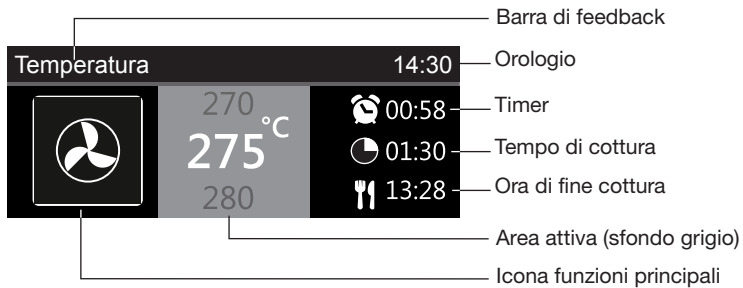 Barra di feedback
Temperatura 14:30 Orologio
270
275 °C
280
00:58 Timer
01:30 Tempo di cottura
13:28 Ora di fine cottura
Area attiva (sfondo grigio)
Icona funzioni principali